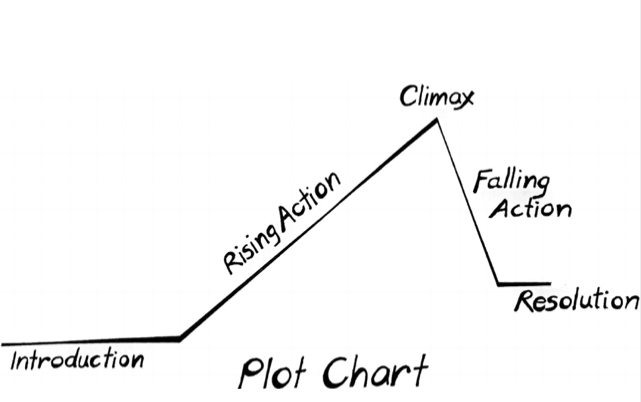 Climax
Rising Action
Falling
Action
Resolution
Introduction
Plot Chart